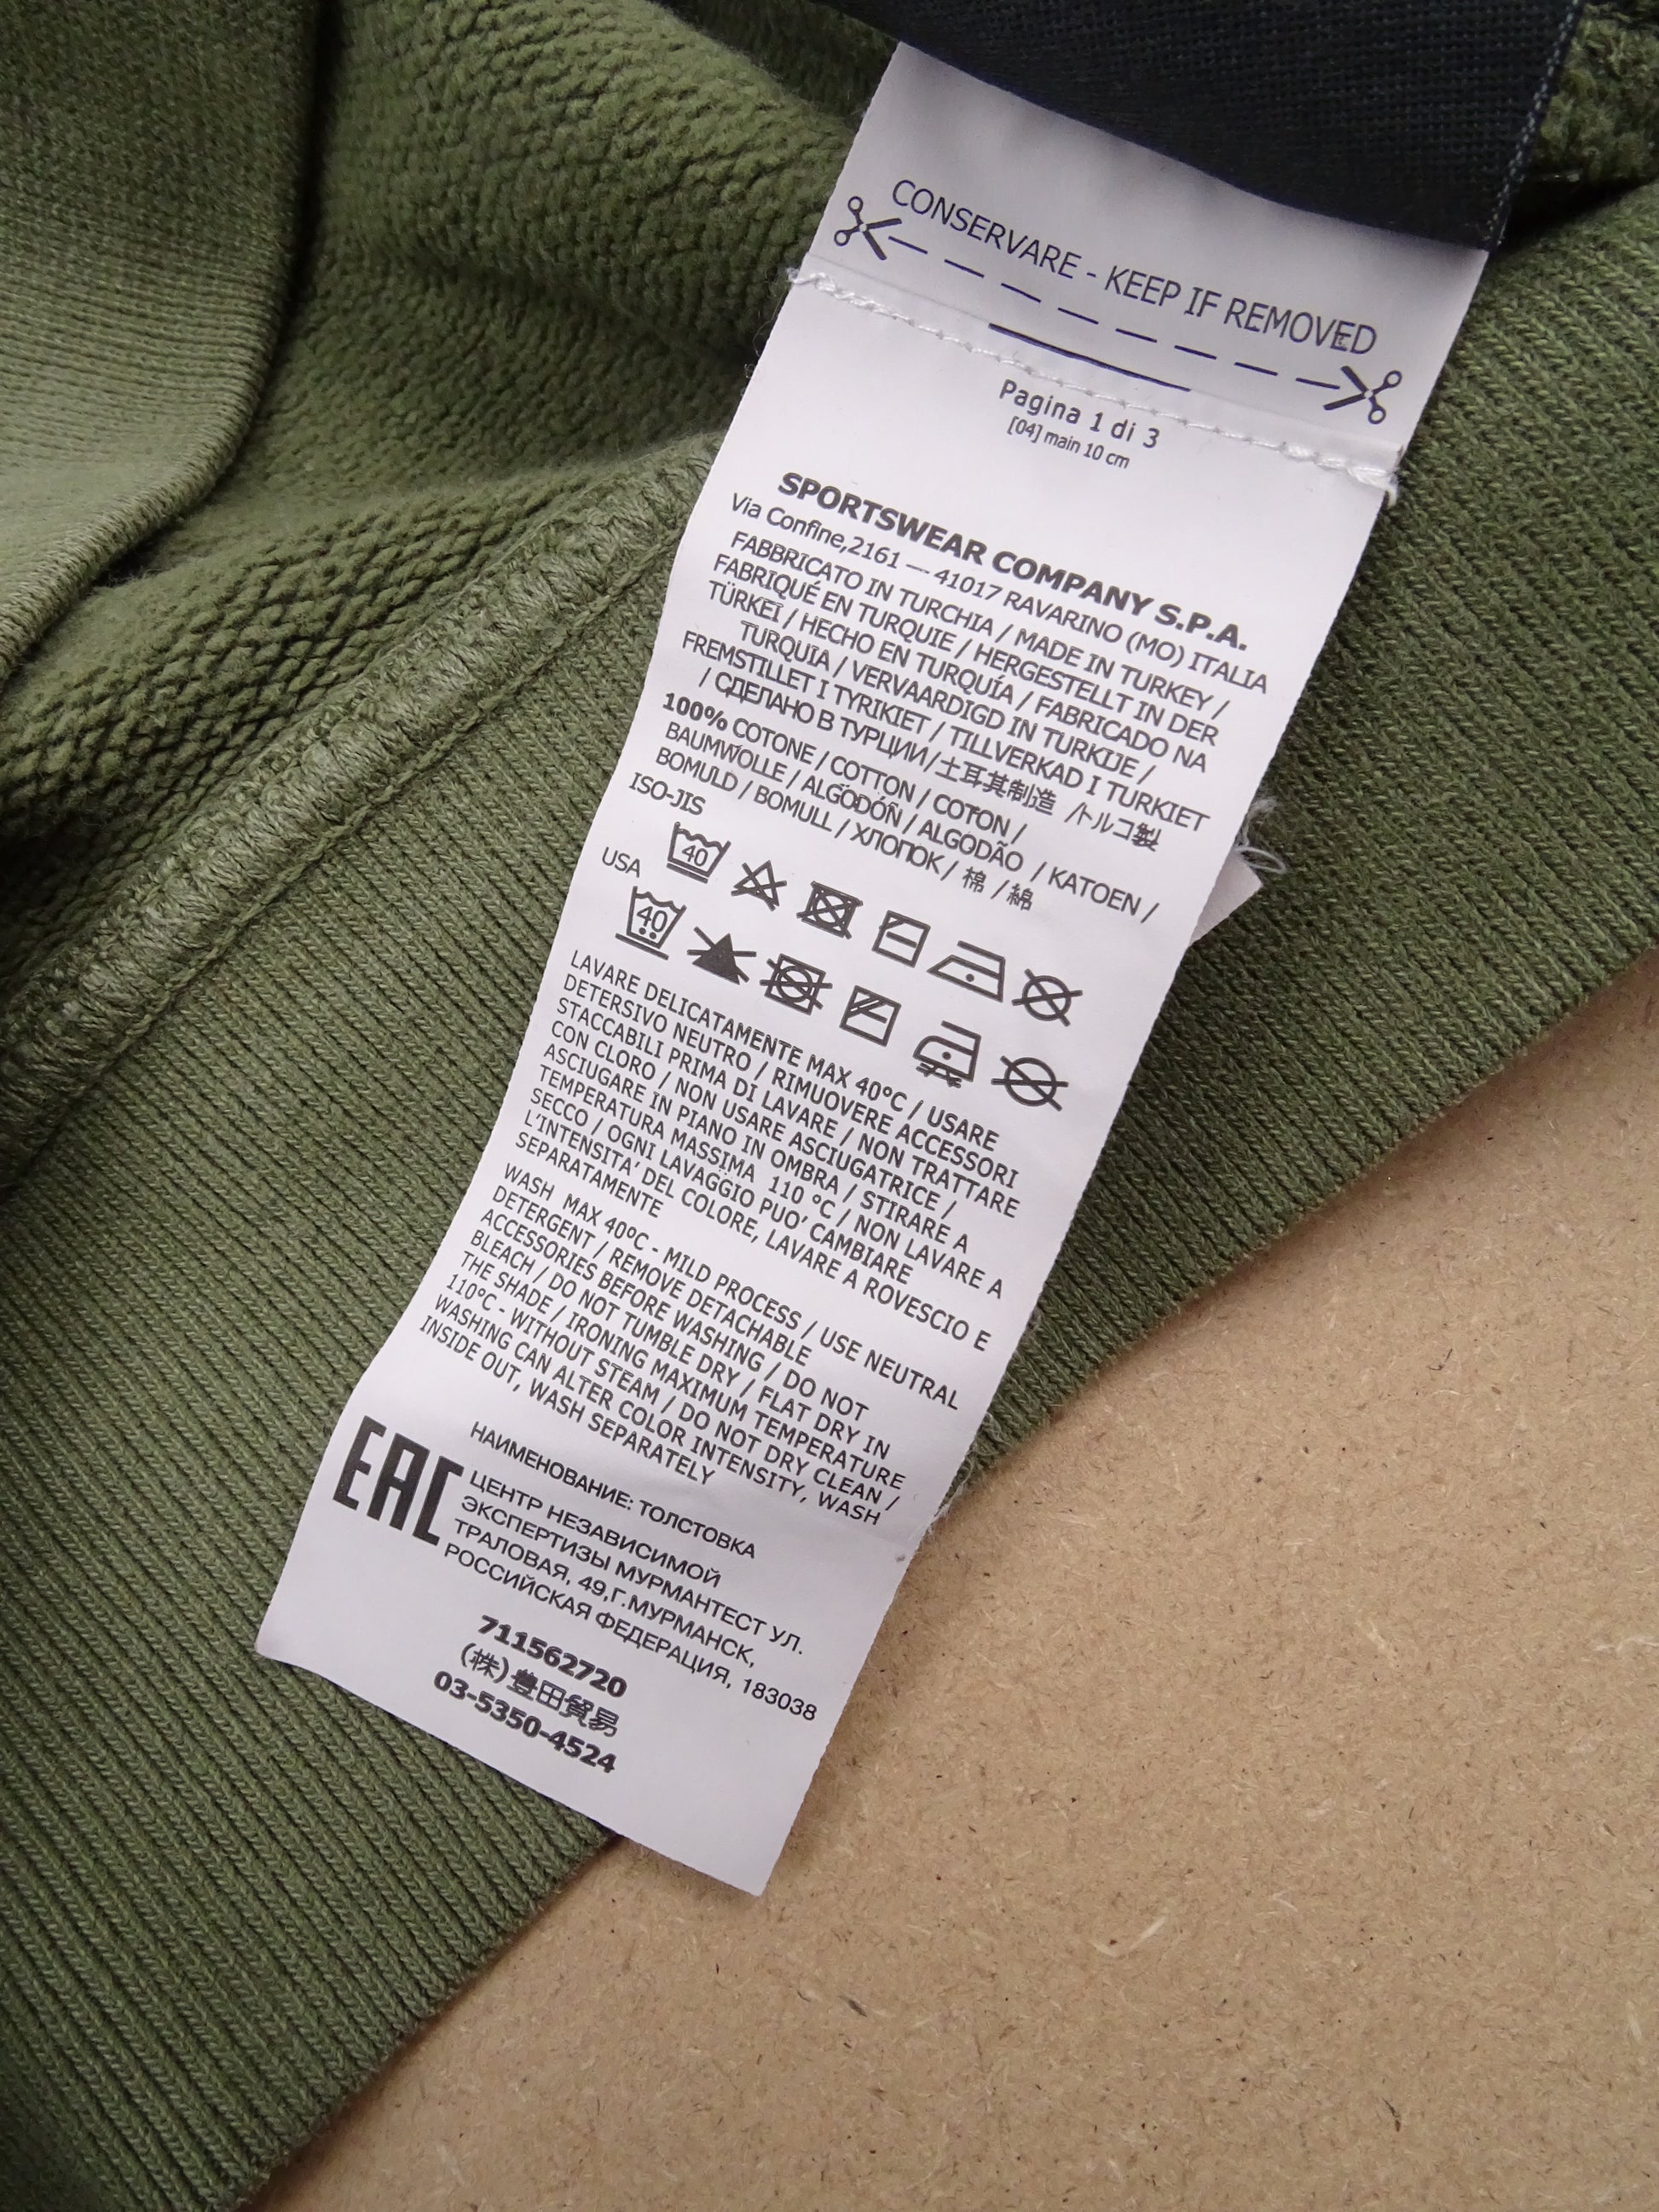 CONSERVARE - KEEP IF REMOVED
Pagina 1 di 3
[04] main 10 cm
SPORTSWEAR COMPANY S.P.A.
Via Confine,2161 — 41017 RAVARINO (MO) ITALIA
FABBRICATO IN TURCHIA / MADE IN TURKEY /
FABRIQUÉ EN TURQUIE / HERGESTELLT IN DER
TÜRKEI / HECHO EN TURQUÍA / FABRICADO NA
TURQUIA / VERVAARDIGD IN TURKIJE /
FREMSTILLET I TYRIKIET / TILLVERKAD I TURKIET
/ СДЕЛАНО В ТУРЦИИ/土耳其制造 /トルコ製
100% COTONE / COTTON / COTON /
BAUMWOLLE / ALGODÓN / ALGODÃO / KATOEN /
BOMULD / BOMULL / ХЛОПОК / 棉 / 綿
ISO-JIS
40
USA
40
LAVARE DELICATAMENTE MAX 40°C / USARE
DETERSIVO NEUTRO / RIMUOVERE ACCESSORI
STACCABILI PRIMA DI LAVARE / NON TRATTARE
CON CLORO / NON USARE ASCIUGATRICE /
ASCIUGARE IN PIANO IN OMBRA / STIRARE A
TEMPERATURA MASSIMA 110 °C / NON LAVARE A
SECCO / OGNI LAVAGGIO PUO' CAMBIARE
L'INTENSITA' DEL COLORE, LAVARE A ROVESCIO E
SEPARATAMENTE
WASH MAX 40°C - MILD PROCESS / USE NEUTRAL
DETERGENT / REMOVE DETACHABLE
ACCESSORIES BEFORE WASHING / DO NOT
BLEACH / DO NOT TUMBLE DRY / FLAT DRY IN
THE SHADE / IRONING MAXIMUM TEMPERATURE
110°C - WITHOUT STEAM / DO NOT DRY CLEAN /
WASHING CAN ALTER COLOR INTENSITY, WASH
INSIDE OUT, WASH SEPARATELY
EAC
НАИМЕНОВАНИЕ: ТОЛСТОВКА
ЦЕНТР НЕЗАВИСИМОЙ
ЭКСПЕРТИЗЫ МУРМАНТЕСТ УЛ.
ТРАЛОВАЯ, 49,Г.МУРМАНСК,
РОССИЙСКАЯ ФЕДЕРАЦИЯ, 183038
711562720
(株)豊田貿易
03-5350-4524